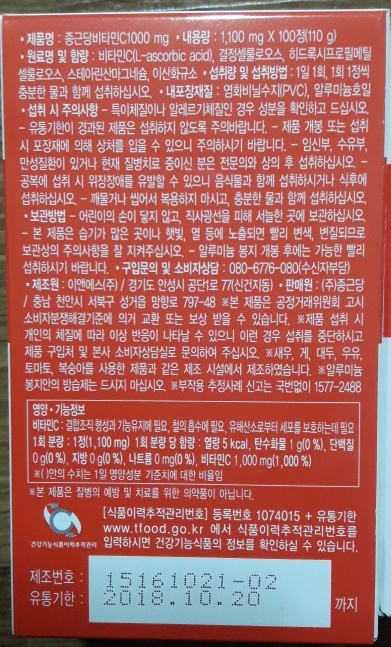 • 제품명 : 종근당비타민C1000 mg • 내용량 : 1,100 mg X 100정(110 g)
• 원료명 및 함량 : 비타민C(L-ascorbic acid), 결정셀룰로오스, 히드록시프로필메틸
셀룰로오스, 스테아린산마그네슘, 이산화규소 • 섭취량 및 섭취방법 : 1일 1회, 1회 1정씩
충분한 물과 함께 섭취하십시오. • 내포장재질 : 염화비닐수지(PVC), 알루미늄호일
• 섭취 시 주의사항 - 특이체질이나 알레르기체질인 경우 성분을 확인하고 드십시오.
- 유통기한이 경과된 제품은 섭취하지 않도록 주의바랍니다. - 제품 개봉 또는 섭취
시 포장재에 의해 상처를 입을 수 있으니 주의하시기 바랍니다. - 임신부, 수유부,
만성질환이 있거나 현재 질병치료 중이신 분은 전문의와 상의 후 섭취하십시오. -
공복에 섭취 시 위장장애를 유발할 수 있으니 음식물과 함께 섭취하시거나 식후에
섭취하십시오. - 깨물거나 씹어서 복용하지 마시고, 충분한 물과 함께 섭취하십시오.
• 보관방법 - 어린이의 손이 닿지 않고, 직사광선을 피해 서늘한 곳에 보관하십시오.
- 본 제품은 습기가 많은 곳이나 햇빛, 열 등에 노출되면 빨리 변색, 변질되므로
보관상의 주의사항을 잘 지켜주십시오. - 알루미늄 봉지 개봉 후에는 가능한 빨리
섭취하시기 바랍니다. • 구입문의 및 소비자상담 : 080-6776-080(수신자부담)
• 제조원 : 이앤에스(주) / 경기도 안성시 공단1로 77(신건지동) • 판매원 : (주)종근당
/ 충남 천안시 서북구 성거읍 망향로 797-48 ※본 제품은 공정거래위원회 고시
소비자분쟁해결기준에 의거 교환 또는 보상 받을 수 있습니다. ※제품 섭취 시
개인의 체질에 따라 이상 반응이 나타날 수 있으니 이런 경우 섭취를 중단하시고
제품 구입처 및 본사 소비자상담실로 문의하여 주십시오. ※새우, 게, 대두, 우유,
토마토, 복숭아를 사용한 제품과 같은 제조 시설에서 제조하였습니다. ※알루미늄
봉지안의 방습제는 드시지 마십시오. ※부작용 추정사례 신고는 국번없이 1577-2488
영양 • 기능정보
비타민C : 결합조직 형성과 기능유지에 필요, 철의 흡수에 필요, 유해산소로부터 세포를 보호하는데 필요
1회 분량 : 1정(1,100 mg) 1회 분량 당 함량 : 열량 5 kcal, 탄수화물 1 g(0 %), 단백질
0 g(0 %), 지방 0 g(0 %), 나트륨 0 mg(0 %), 비타민C 1,000 mg(1,000 %)
※( )안의 수치는 1일 영양성분 기준치에 대한 비율임
※본 제품은 질병의 예방 및 치료를 위한 의약품이 아닙니다.
[식품이력추적관리번호] 등록번호 1074015 + 유통기한
www.tfood.go.kr 에서 식품이력추적관리번호를
입력하시면 건강기능식품의 정보를 확인하실 수 있습니다.
건강기능식품이력추적관리
제조번호 : 15161021-02
유통기한 : 2018.10.20 까지